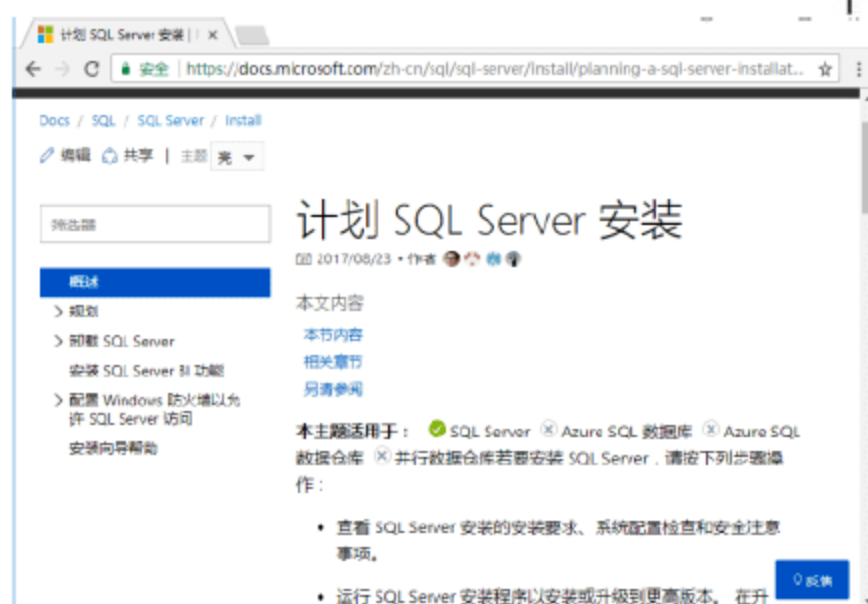 计划 SQL Server 安装 | |
安全 | https://docs.microsoft.com/zh-cn/sql/sql-server/install/planning-a-sql-server-installat...
Docs / SQL / SQL Server / Install
编辑 共享 | 主题 亮
筛选器
概述
规划
卸载 SQL Server
安装 SQL Server BI 功能
配置 Windows 防火墙以允
许 SQL Server 访问
安装向导帮助
计划 SQL Server 安装
2017/08/23 • 作者
本文内容
本节内容
相关章节
另请参阅
本主题适用于： SQL Server Azure SQL 数据库 Azure SQL
数据仓库 并行数据仓库若要安装 SQL Server，请按下列步骤操
作：
• 查看 SQL Server 安装的安装要求、系统配置检查和安全注意
事项。
• 运行 SQL Server 安装程序以安装或升级到更高版本。 在升
反馈